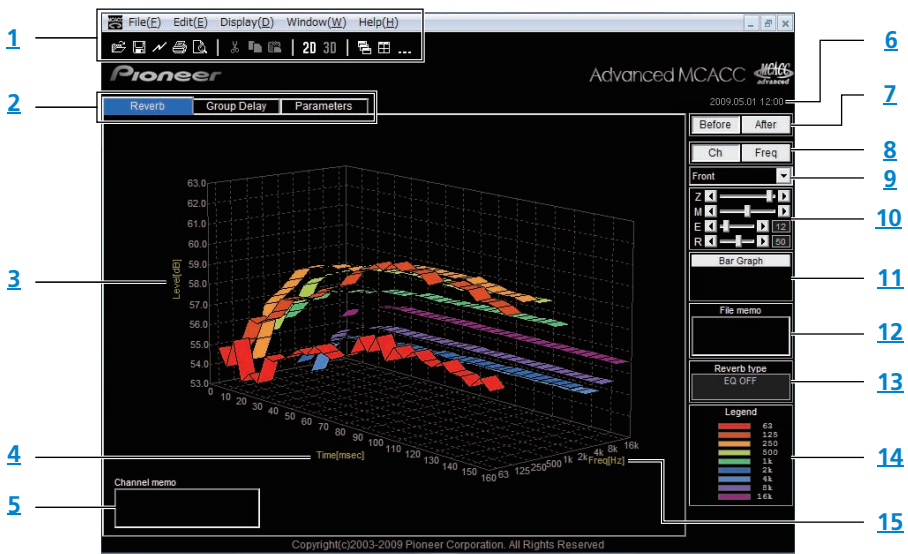 File(F) Edit(E) Display(D) Window(W) Help(H)
1
2D 3D ...
6
Pioneer
Advanced MCACC
MCACC
advanced
2
Reverb Group Delay Parameters
2009.05.01 12:00
7
Before After
Ch Freq
8
Front
9
Z
M
E 12
R 50
10
Bar Graph
11
File memo
12
Reverb type
EQ OFF
13
Legend
63
125
250
500
1k
2k
4k
8k
16k
14
3
Level[dB]
63.0
62.0
61.0
60.0
59.0
58.0
57.0
56.0
55.0
54.0
53.0
0 10 20 30 40 50 60 70 80 90 100 110 120 130 140 150 160
63 125 250 500 1k 2k 4k 8k 16k
4
Time[msec]
Freq[Hz]
Channel memo
5
15
Copyright(c)2003-2009 Pioneer Corporation. All Rights Reserved